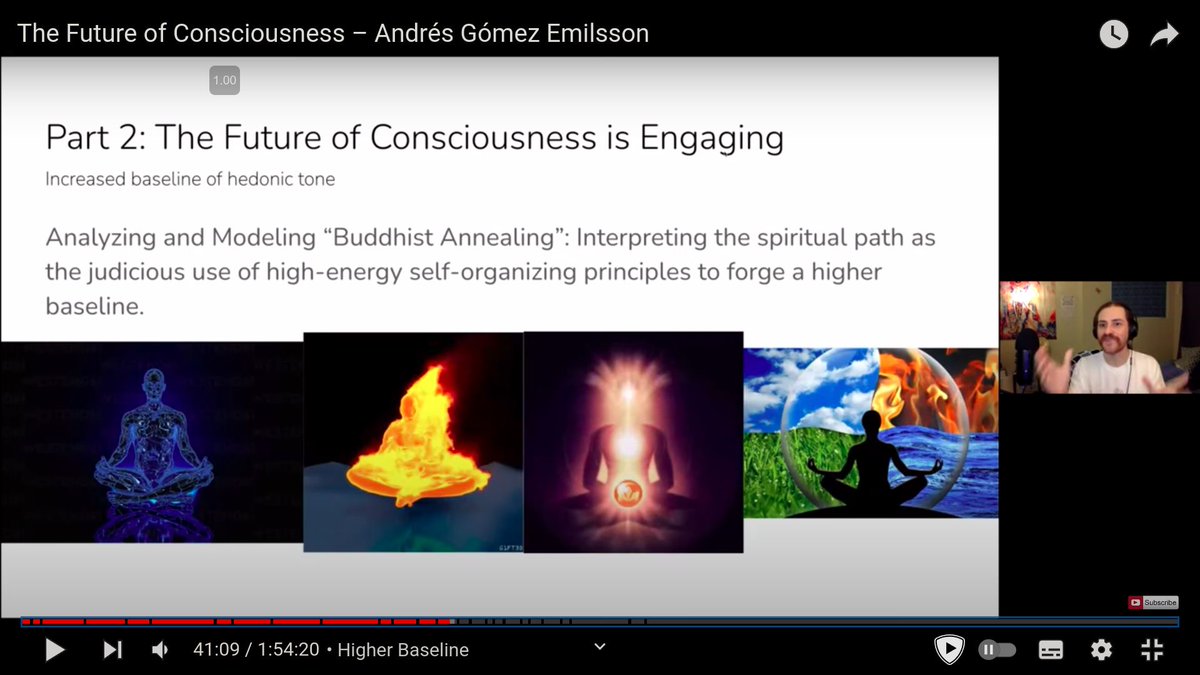 The Future of Consciousness – Andrés Gómez Emilsson
1.00
Part 2: The Future of Consciousness is Engaging
Increased baseline of hedonic tone
Analyzing and Modeling “Buddhist Annealing”: Interpreting the spiritual path as
the judicious use of high-energy self-organizing principles to forge a higher
baseline.
Subscribe
41:09 / 1:54:20 • Higher Baseline